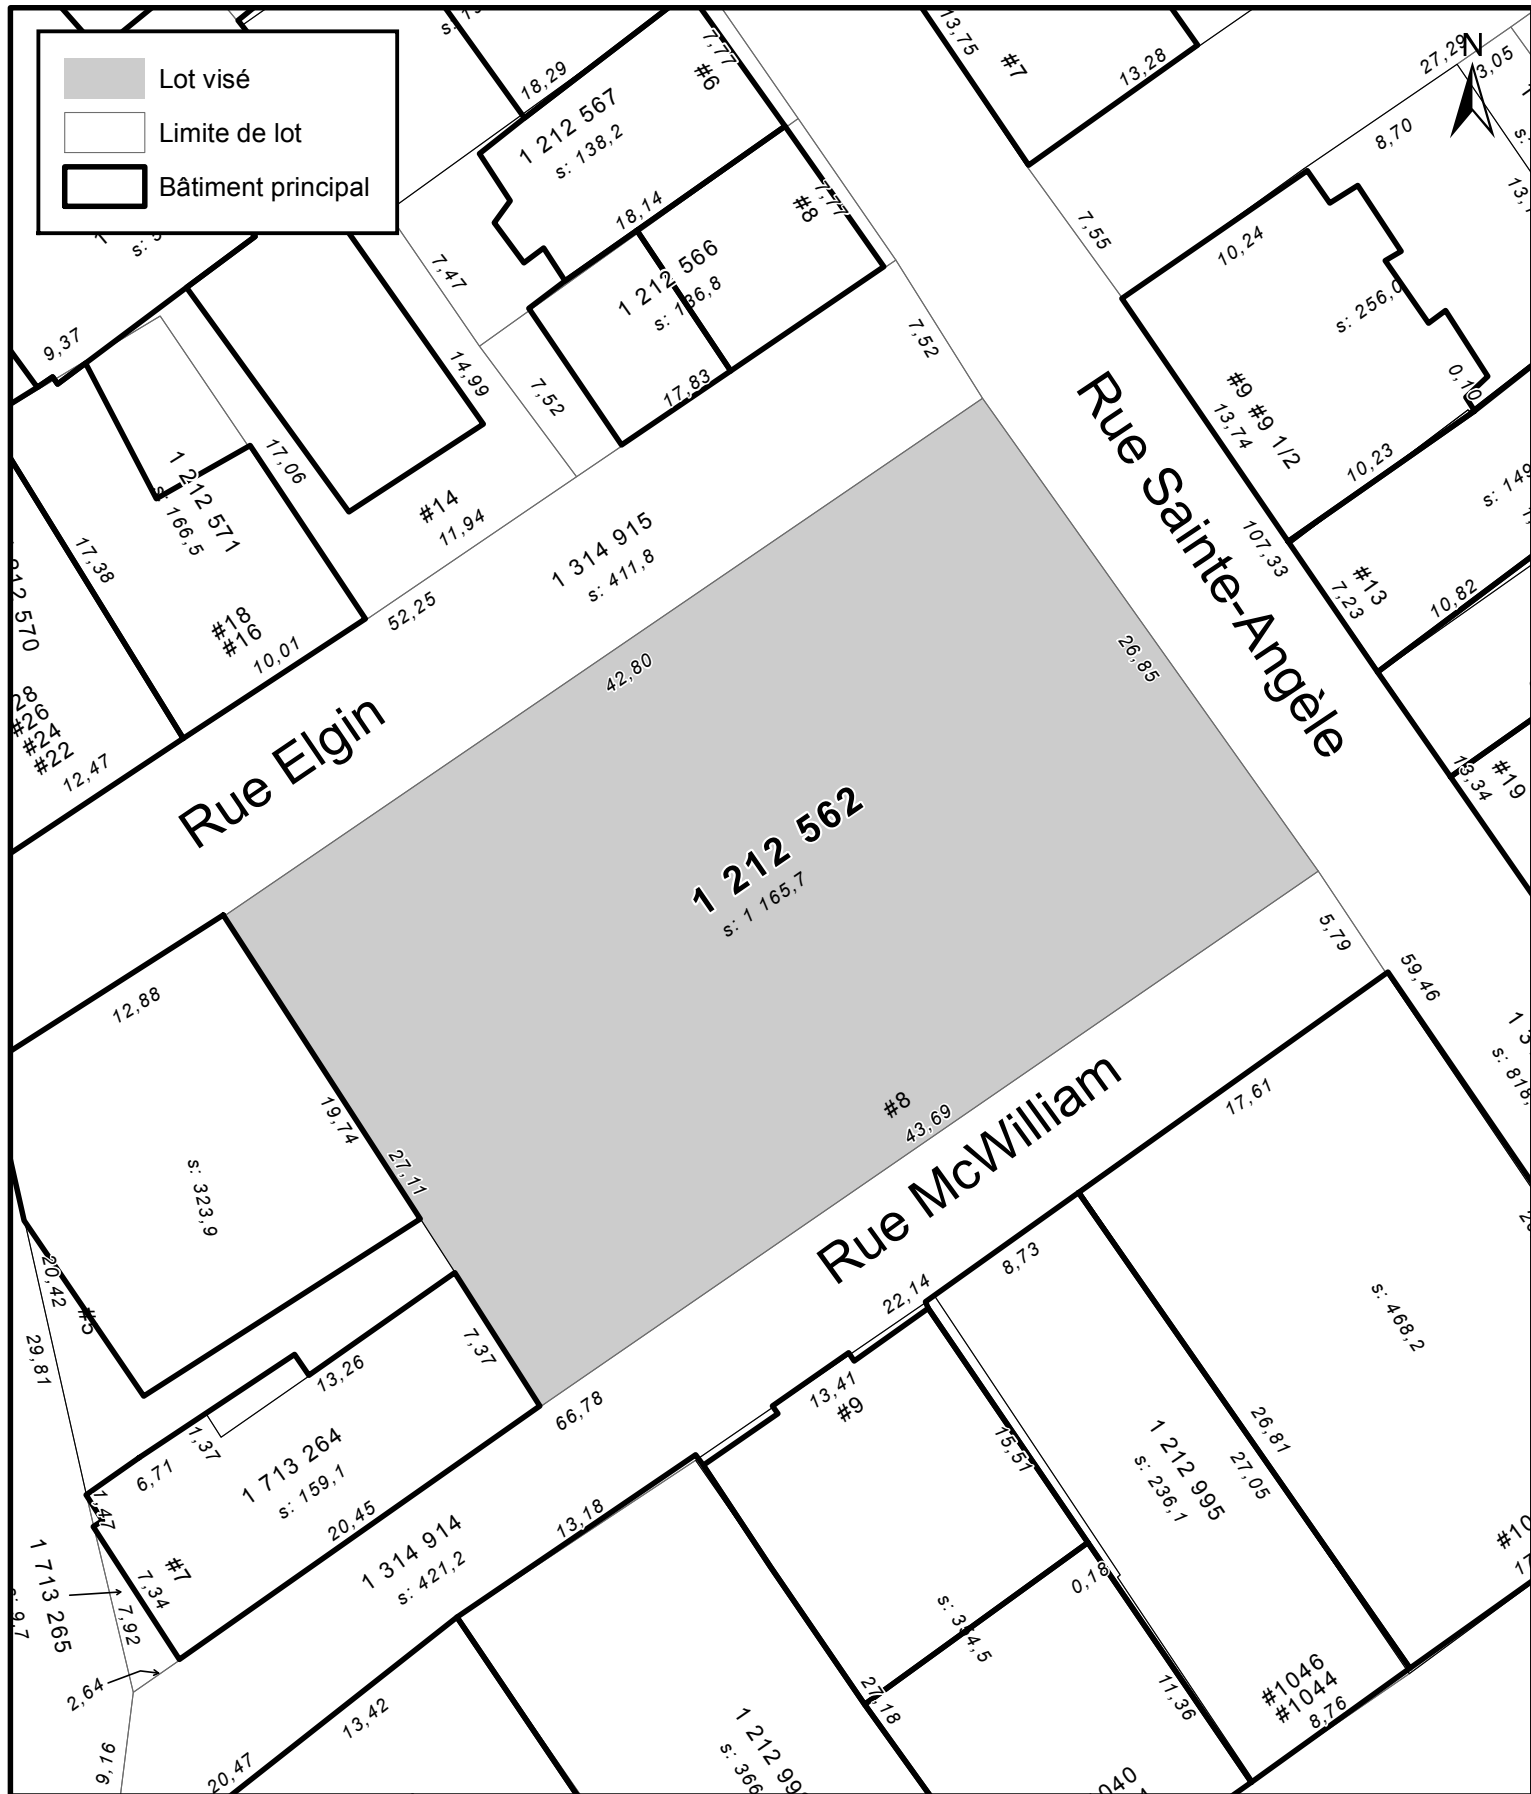 Lot visé
Limite de lot
Bâtiment principal
N
18,29
1 212 567
s: 138,2
7,77
#6
13,75
#7
13,28
27,29
3,05
8,70
18,14
7,77
#8
7,55
10,24
7,47
1 212 566
s: 136,8
s: 256,0
9,37
14,99
7,52
17,83
7,52
0,10
#9 #9 1/2
13,74
10,23
17,06
1 212 571
s: 166,5
#14
11,94
1 314 915
s: 411,8
Rue Sainte-Angèle
107,33
17,38
#13
7,23
10,82
52,25
#18
#16
10,01
42,80
26,85
#26
#24
#22
12,47
Rue Elgin
13,34
#19
1 212 562
s: 1 165,7
12,88
5,79
59,46
19,74
27,11
#8
43,69
Rue McWilliam
17,61
s: 323,9
20,42
#5
29,81
8,73
22,14
7,37
13,26
s: 468,2
66,78
13,41
#9
1,37
6,71
1 713 264
s: 159,1
15,51
1 212 995
s: 236,1
26,81
27,05
1,47
20,45
13,18
1 314 914
s: 421,2
#7
7,34
1 713 265
7,92
0,18
2,64
27,18
11,36
#1046
#1044
8,76
13,42
9,16
20,47